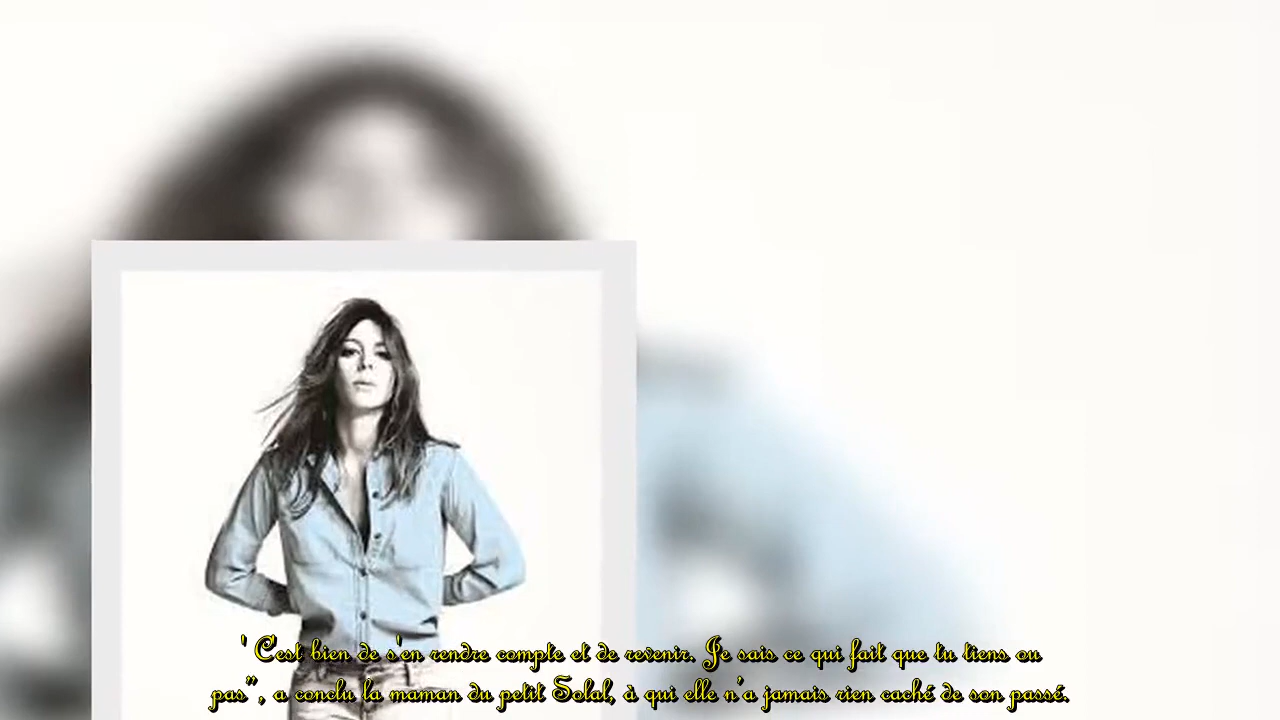 ' C'est bien de s'en rendre compte et de revenir. Je sais ce qui fait que tu tiens ou
pas", a conclu la maman du petit Solal, à qui elle n'a jamais rien caché de son passé.